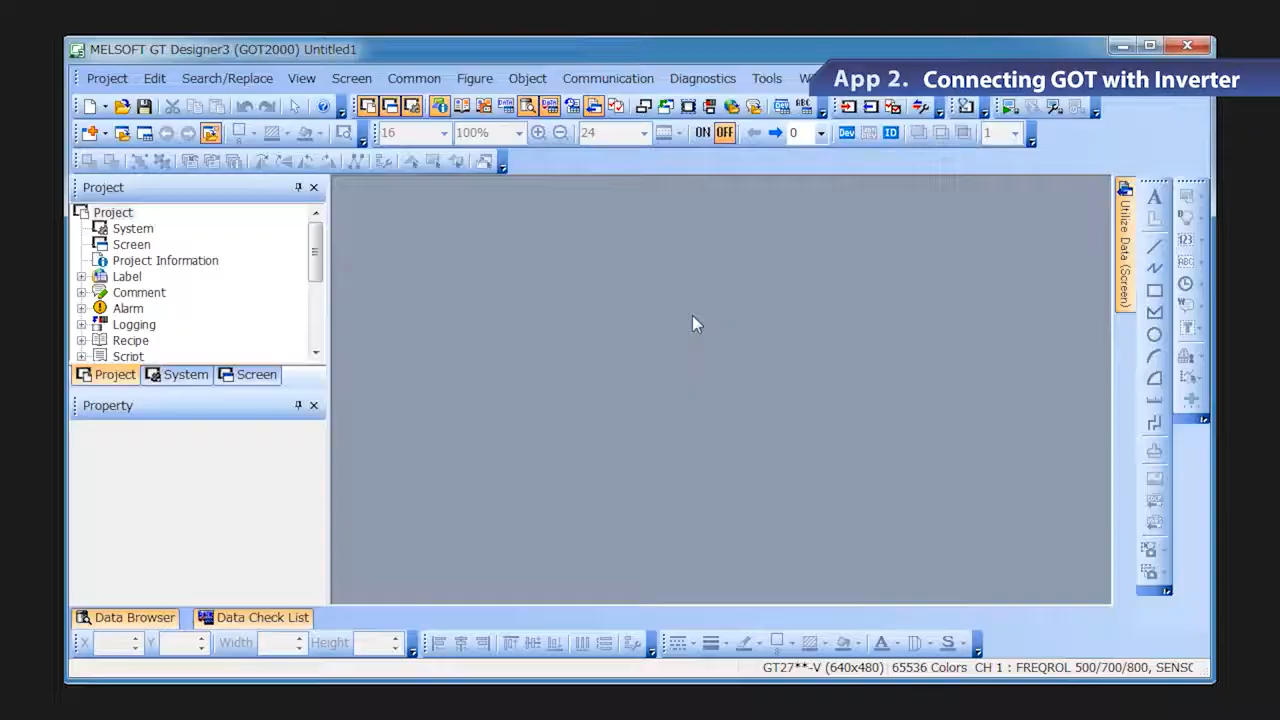 MELSOFT GT Designer3 (GOT2000) Untitled1
Project Edit Search/Replace View Screen Common Figure Object Communication Diagnostics Tools W
App 2. Connecting GOT with Inverter
16 100% 24 ON OFF 0 Dev ID 1
Project
Project
System
Screen
Project Information
Label
Comment
Alarm
Logging
Recipe
Script
Project System Screen
Property
Utilize Data (Screen)
Data Browser Data Check List
X Y Width Height
GT27**-V (640x480) 65536 Colors CH 1 : FREQROL 500/700/800, SENSC